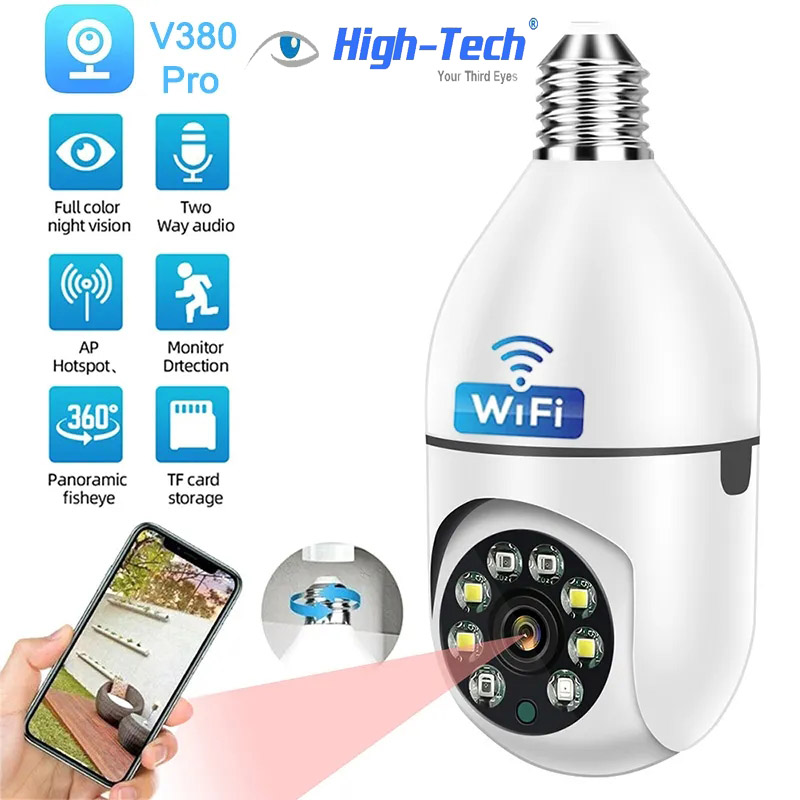 V380
Pro
High-Tech®
Your Third Eyes
Full color
night vision
Two
Way audio
AP
Hotspot、
Monitor
Drtection
360°
Panoramic
fisheye
TF card
storage
WiFi